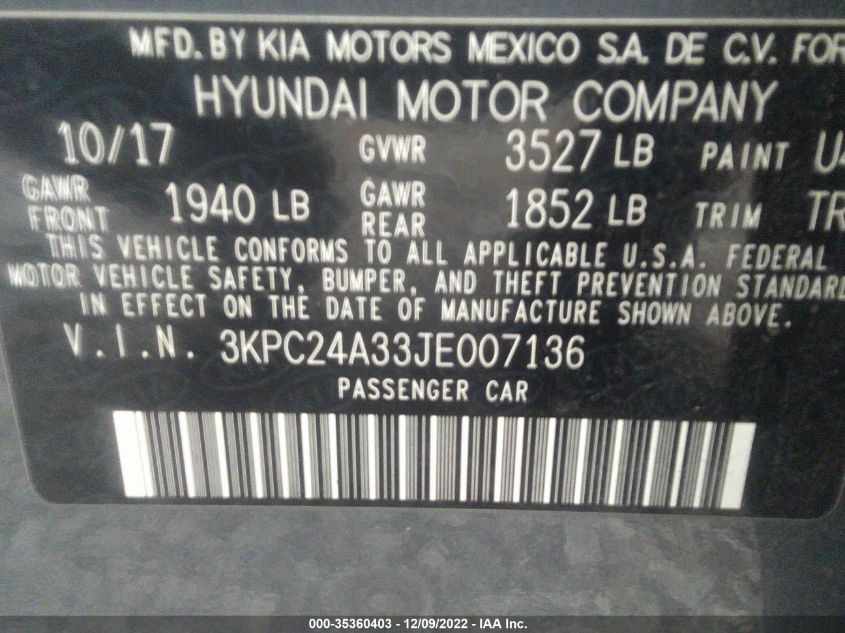 MFD. BY KIA MOTORS MEXICO S.A. DE C.V. FOR
HYUNDAI MOTOR COMPANY
10/17 GVWR 3527 LB PAINT U4
GAWR FRONT 1940 LB GAWR REAR 1852 LB TRIM TR
THIS VEHICLE CONFORMS TO ALL APPLICABLE U.S.A. FEDERAL
MOTOR VEHICLE SAFETY, BUMPER, AND THEFT PREVENTION STANDARD
IN EFFECT ON THE DATE OF MANUFACTURE SHOWN ABOVE.
V.I.N. 3KPC24A33JE007136
PASSENGER CAR
000-35360403 - 12/09/2022 - IAA Inc.